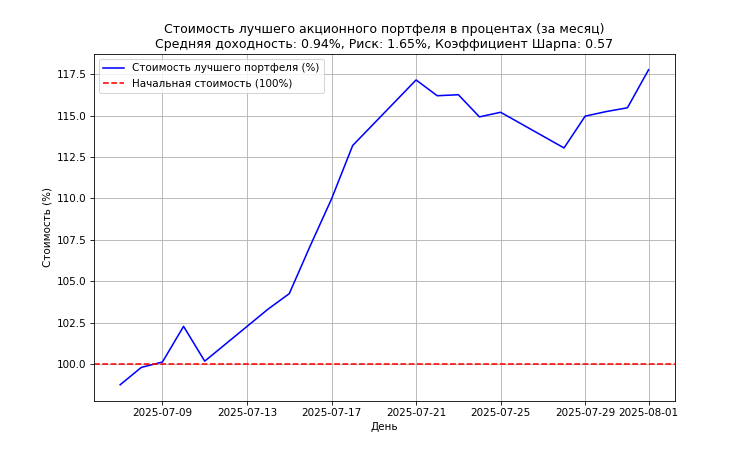 Стоимость лучшего акционного портфеля в процентах (за месяц)
Средняя доходность: 0.94%, Риск: 1.65%, Коэффициент Шарпа: 0.57
Стоимость лучшего портфеля (%)
Начальная стоимость (100%)
Стоимость (%)
117.5
115.0
112.5
110.0
107.5
105.0
102.5
100.0
2025-07-09 2025-07-13 2025-07-17 2025-07-21 2025-07-25 2025-07-29 2025-08-01
День